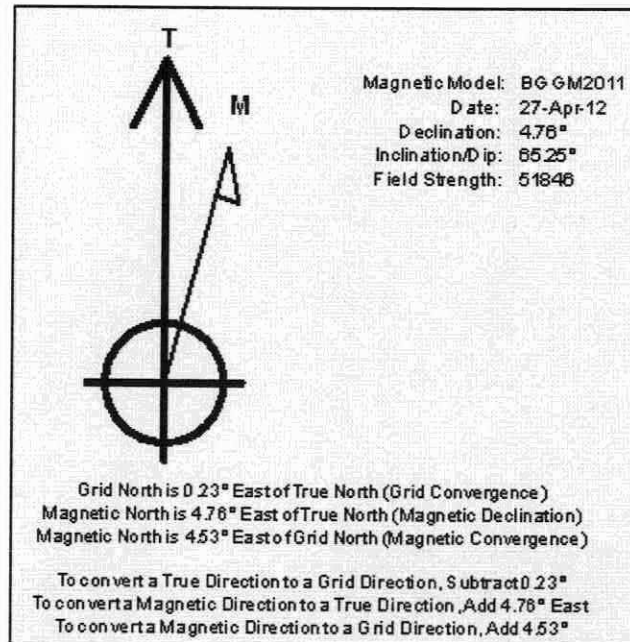 T
M
Magnetic Model: BGGM2011
Date: 27-Apr-12
Declination: 4.76°
Inclination/Dip: 65.25°
Field Strength: 51846
Grid North is 0.23° East of True North (Grid Convergence)
Magnetic North is 4.76° East of True North (Magnetic Declination)
Magnetic North is 4.53° East of Grid North (Magnetic Convergence)
To convert a True Direction to a Grid Direction, Subtract 0.23°
To convert a Magnetic Direction to a True Direction, Add 4.76° East
To convert a Magnetic Direction to a Grid Direction, Add 4.53°